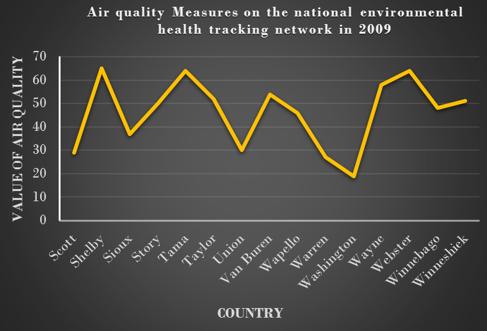 Air quality Measures on the national environmental
health tracking network in 2009
VALUE OF AIR QUALITY
70
60
50
40
30
20
10
0
Scott
Shelby
Sioux
Story
Tama
Taylor
Union
Van Buren
Wapello
Warren
Washington
Wayne
Webster
Winnebago
Winneshiek
COUNTRY